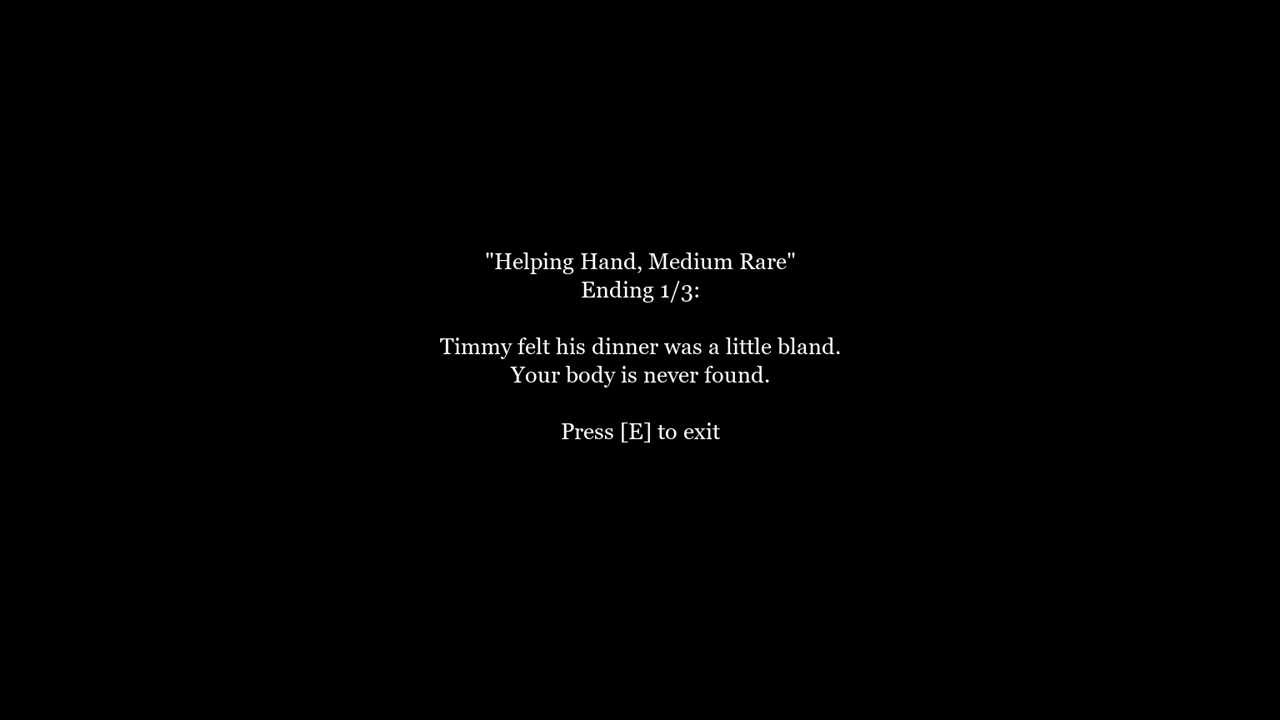 "Helping Hand, Medium Rare"
Ending 1/3:
Timmy felt his dinner was a little bland.
Your body is never found.
Press [E] to exit